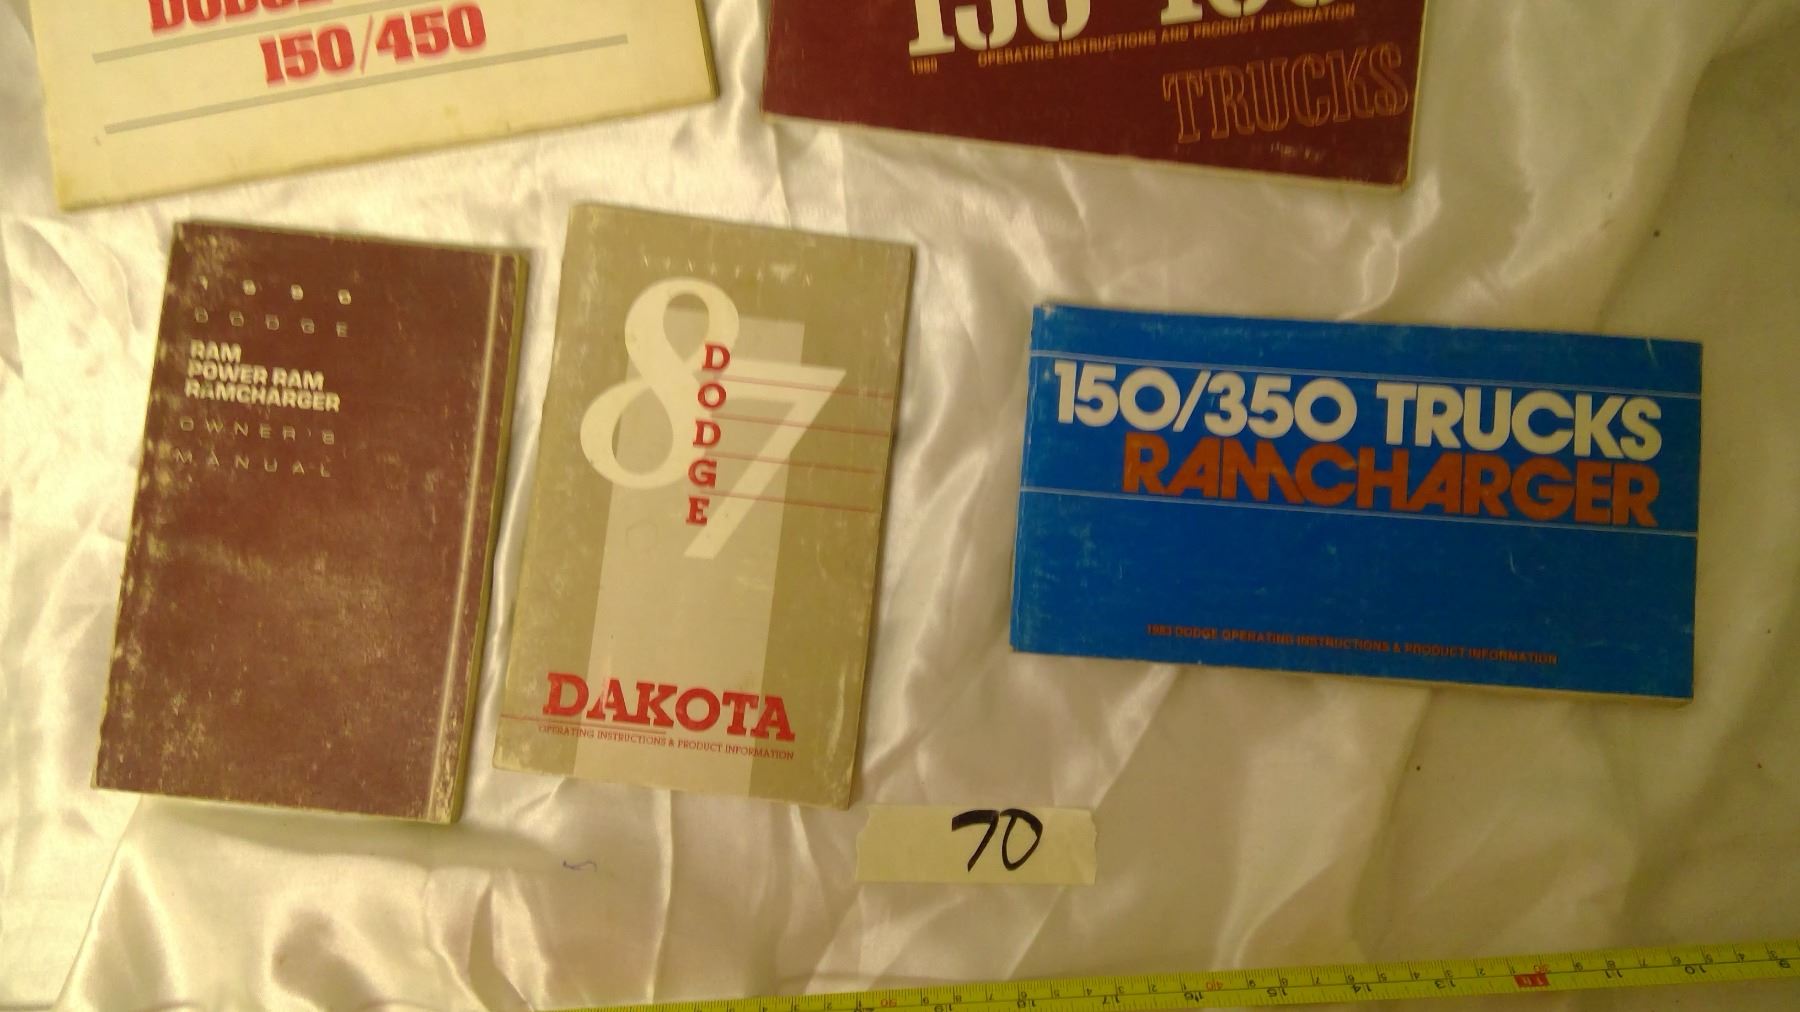 150/450
OPERATING INSTRUCTIONS AND PRODUCT INFORMATION
TRUCKS
DODGE
RAM
POWER RAM
RAMCHARGER
OWNER'S
MANUAL
87
DODGE
DAKOTA
OPERATING INSTRUCTIONS & PRODUCT INFORMATION
150/350 TRUCKS
RAMCHARGER
1983 DODGE OPERATING INSTRUCTIONS & PRODUCT INFORMATION
70